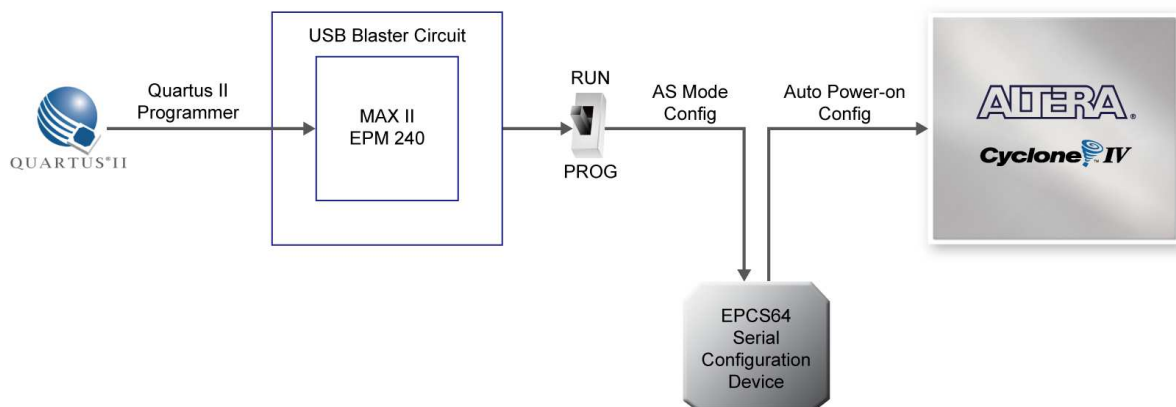 USB Blaster Circuit
Quartus II
Programmer
QUARTUS®II
MAX II
EPM 240
RUN
PROG
AS Mode
Config
Auto Power-on
Config
ALTERA®
Cyclone™ IV
EPCS64
Serial
Configuration
Device